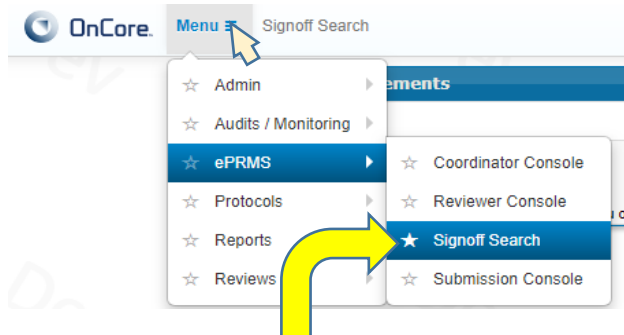 OnCore. Menu Signoff Search
ements
Admin
Audits / Monitoring
ePRMS
Protocols
Reports
Reviews
Coordinator Console
Reviewer Console
Signoff Search
Submission Console